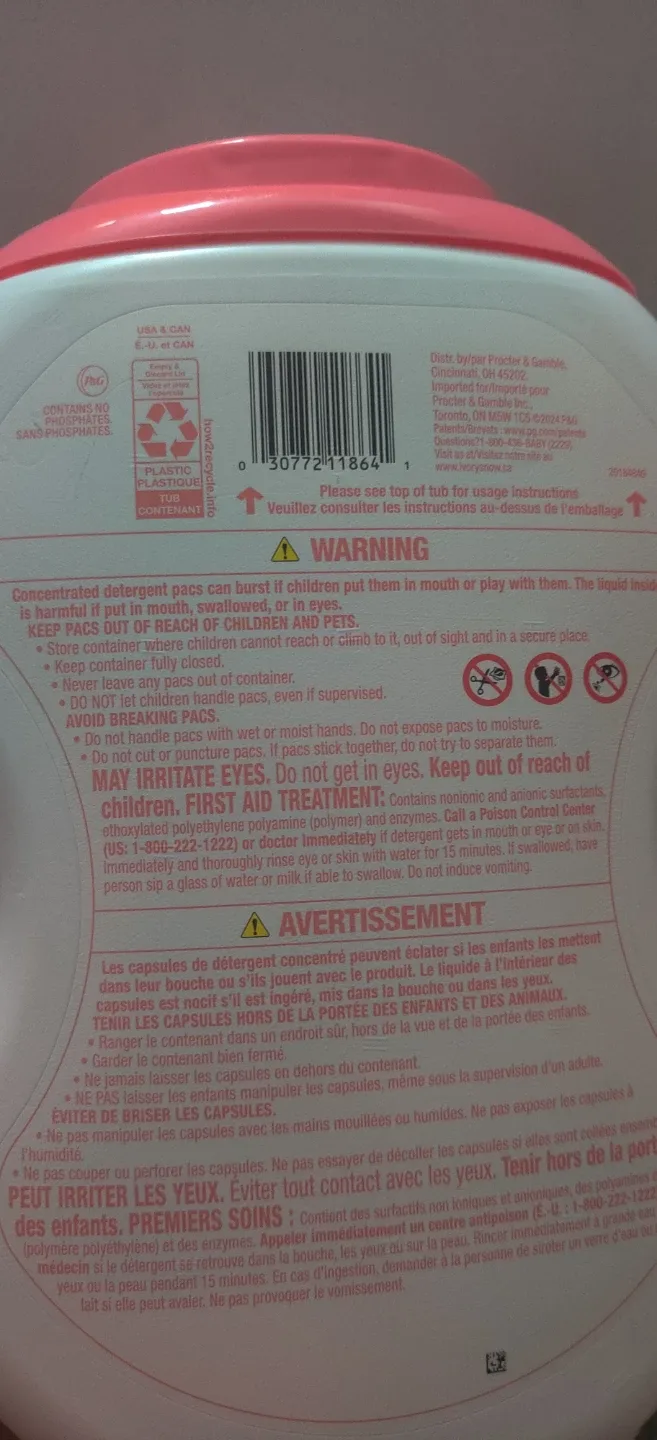 USA & CAN
É.-U. et CAN
P&G
CONTAINS NO
PHOSPHATES.
SANS PHOSPHATES.
Empty &
PLASTIC
PLASTIQUE
TUB
CONTENANT
how2recycle.info
0 30772 11864 1
Distr. by/par Procter & Gamble,
Cincinnati, OH 45202.
Imported for/Importé pour
Procter & Gamble Inc.,
Toronto, ON M5W 1C5 ©2024 P&G
Patents/Brevets : www.pg.com/patents
Questions? 1-800-436-BABY (2229)
Visit us at/Visitez notre site au
www.ivorysnow.ca
Please see top of tub for usage instructions
Veuillez consulter les instructions au-dessus de l'emballage
WARNING
Concentrated detergent pacs can burst if children put them in mouth or play with them. The liquid inside
is harmful if put in mouth, swallowed, or in eyes.
KEEP PACS OUT OF REACH OF CHILDREN AND PETS.
• Store container where children cannot reach or climb to it, out of sight and in a secure place.
• Keep container fully closed.
• Never leave any pacs out of container.
• DO NOT let children handle pacs, even if supervised.
AVOID BREAKING PACS.
• Do not handle pacs with wet or moist hands. Do not expose pacs to moisture.
• Do not cut or puncture pacs. If pacs stick together, do not try to separate them.
MAY IRRITATE EYES. Do not get in eyes. Keep out of reach of
children. FIRST AID TREATMENT: Contains nonionic and anionic surfactants,
ethoxylated polyethylene polyamine (polymer) and enzymes. Call a Poison Control Center
(US: 1-800-222-1222) or doctor immediately if detergent gets in mouth or eye or on skin.
Immediately and thoroughly rinse eye or skin with water for 15 minutes. If swallowed, have
person sip a glass of water or milk if able to swallow. Do not induce vomiting.
AVERTISSEMENT
Les capsules de détergent concentré peuvent éclater si les enfants les mettent
dans leur bouche ou s'ils jouent avec le produit. Le liquide à l'intérieur des
capsules est nocif s'il est ingéré, mis dans la bouche ou dans les yeux.
TENIR LES CAPSULES HORS DE LA PORTÉE DES ENFANTS ET DES ANIMAUX.
• Ranger le contenant dans un endroit sûr, hors de la vue et de la portée des enfants.
• Garder le contenant bien fermé.
• Ne jamais laisser les capsules en dehors du contenant.
• NE PAS laisser les enfants manipuler les capsules, même sous la supervision d'un adulte.
ÉVITER DE BRISER LES CAPSULES.
• Ne pas manipuler les capsules avec les mains mouillées ou humides. Ne pas exposer les capsules à
l'humidité.
• Ne pas couper ou perforer les capsules. Ne pas essayer de décoller les capsules si elles sont collées
PEUT IRRITER LES YEUX. Éviter tout contact avec les yeux. Tenir hors de la
des enfants. PREMIERS SOINS : Contient des surfactifs non ioniques et anioniques, des polyamines
(polymère polyéthylène) et des enzymes. Appeler immédiatement un centre antipoison (É.-U. : 1-800-222-1222
médecin si le détergent se retrouve dans la bouche, les yeux ou sur la peau. Rincer immédiatement à grande eau
yeux ou la peau pendant 15 minutes. En cas d'ingestion, demander à la personne de siroter un verre d'eau ou
lait si elle peut avaler. Ne pas provoquer le vomissement.